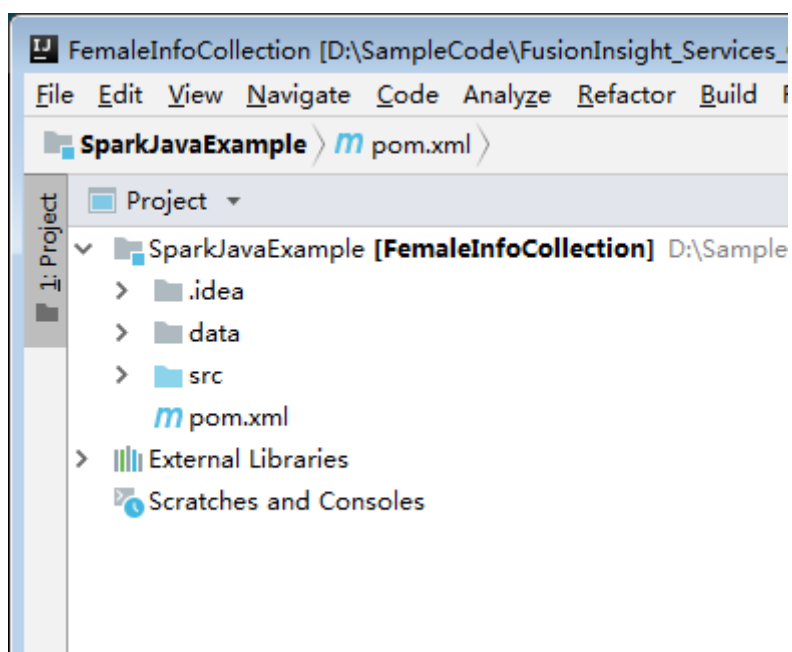 FemaleInfoCollection [D:\SampleCode\FusionInsight_Services_
File Edit View Navigate Code Analyze Refactor Build
SparkJavaExample pom.xml
1: Project
Project
SparkJavaExample [FemaleInfoCollection] D:\Sample
.idea
data
src
pom.xml
External Libraries
Scratches and Consoles